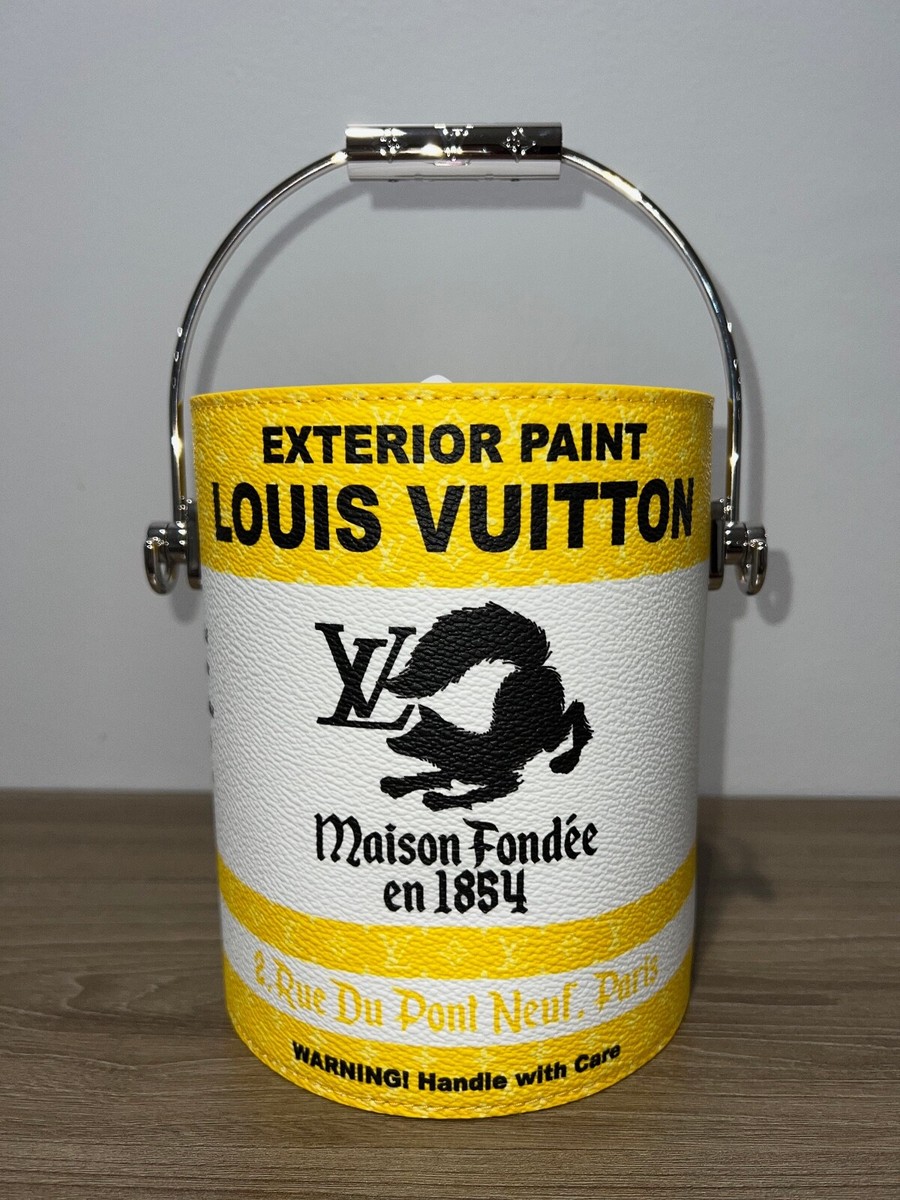 EXTERIOR PAINT
LOUIS VUITTON
LV
Maison Fondée
en 1854
2, Rue Du Pont Neuf, Paris
WARNING! Handle with Care